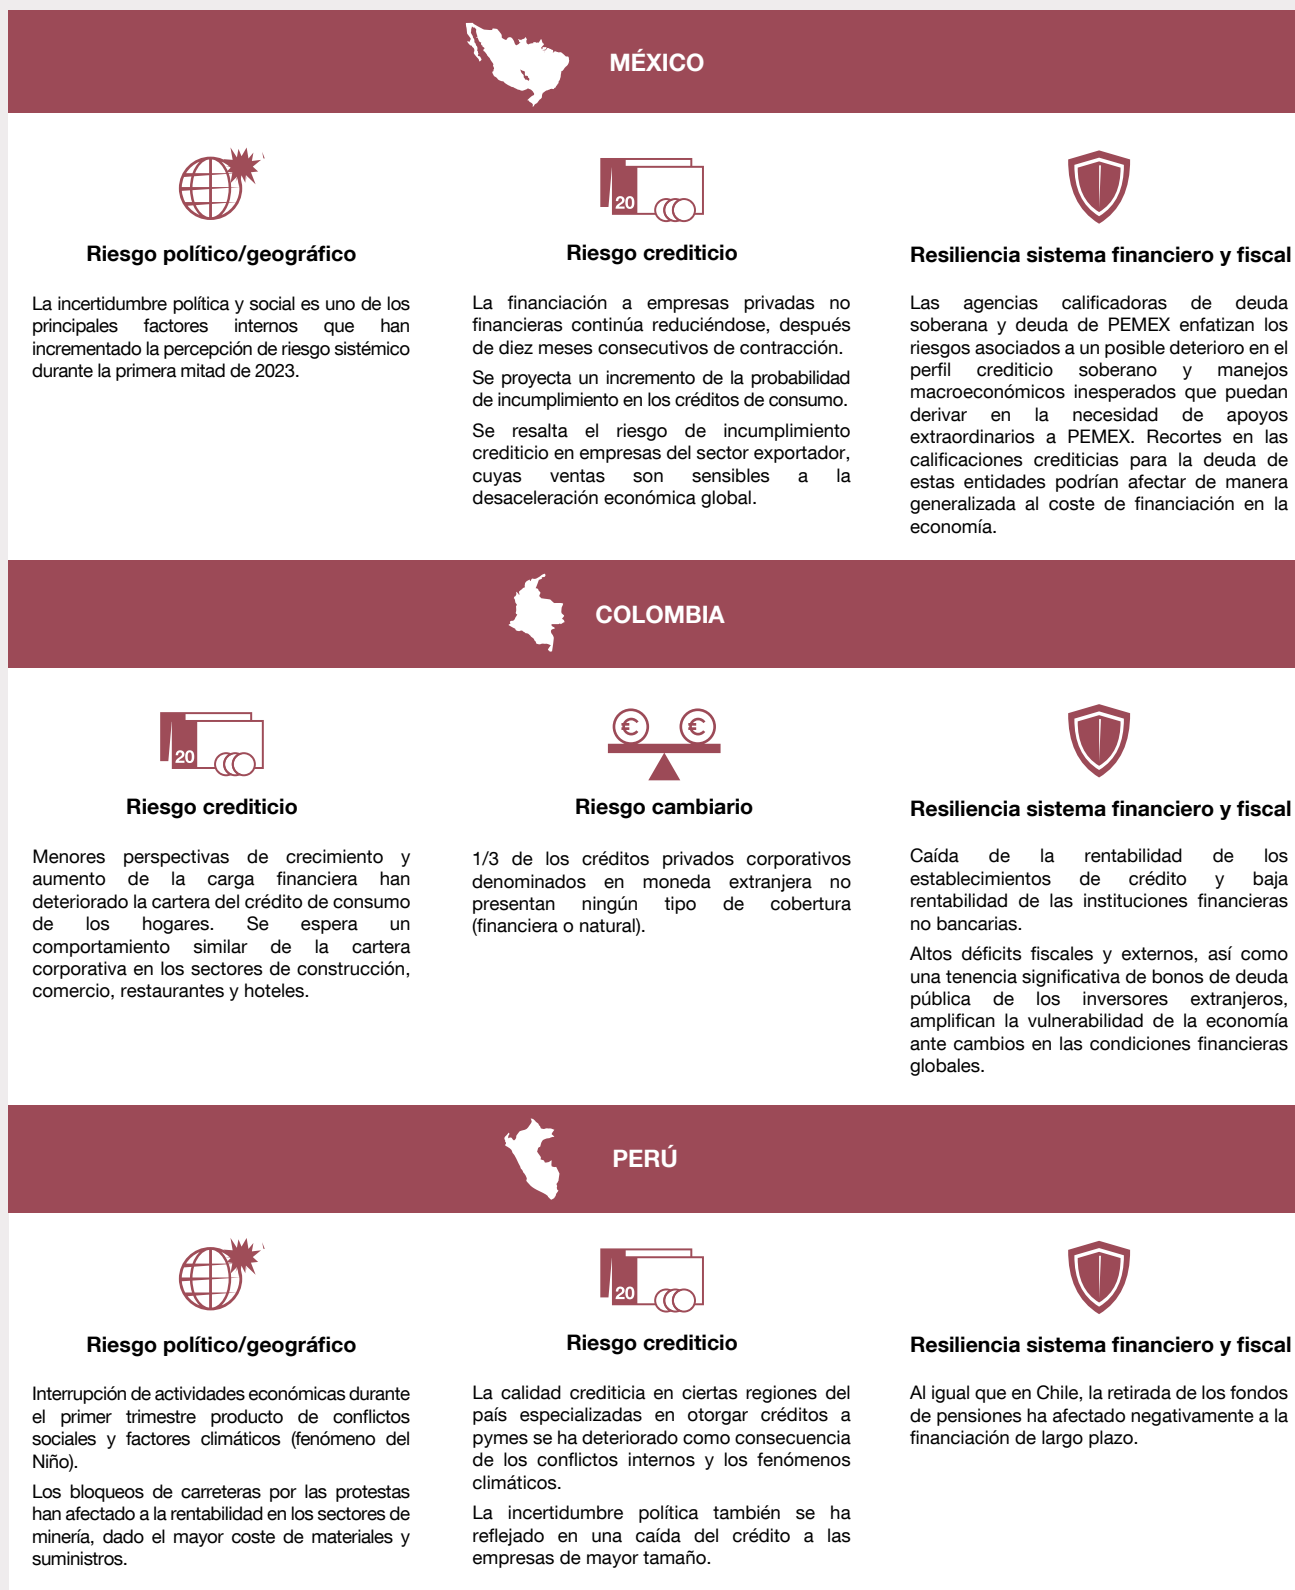 MÉXICO
20
Riesgo político/geográfico
La incertidumbre política y social es uno de los
principales factores internos que han
incrementado la percepción de riesgo sistémico
durante la primera mitad de 2023.
Riesgo crediticio
La financiación a empresas privadas no
financieras continúa reduciéndose, después
de diez meses consecutivos de contracción.
Se proyecta un incremento de la probabilidad
de incumplimiento en los créditos de consumo.
Se resalta el riesgo de incumplimiento
crediticio en empresas del sector exportador,
cuyas ventas son sensibles a la
desaceleración económica global.
Resiliencia sistema financiero y fiscal
Las agencias calificadoras de deuda
soberana y deuda de PEMEX enfatizan los
riesgos asociados a un posible deterioro en el
perfil crediticio soberano y manejos
macroeconómicos inesperados que puedan
derivar en la necesidad de apoyos
extraordinarios a PEMEX. Recortes en las
calificaciones crediticias para la deuda de
estas entidades podrían afectar de manera
generalizada al coste de financiación en la
economía.
COLOMBIA
20
€ €
Riesgo crediticio
Menores perspectivas de crecimiento y
aumento de la carga financiera han
deteriorado la cartera del crédito de consumo
de los hogares. Se espera un
comportamiento similar de la cartera
corporativa en los sectores de construcción,
comercio, restaurantes y hoteles.
Riesgo cambiario
1/3 de los créditos privados corporativos
denominados en moneda extranjera no
presentan ningún tipo de cobertura
(financiera o natural).
Resiliencia sistema financiero y fiscal
Caída de la rentabilidad de los
establecimientos de crédito y baja
rentabilidad de las instituciones financieras
no bancarias.
Altos déficits fiscales y externos, así como
una tenencia significativa de bonos de deuda
pública de los inversores extranjeros,
amplifican la vulnerabilidad de la economía
ante cambios en las condiciones financieras
globales.
PERÚ
20
Riesgo político/geográfico
Interrupción de actividades económicas durante
el primer trimestre producto de conflictos
sociales y factores climáticos (fenómeno del
Niño).
Los bloqueos de carreteras por las protestas
han afectado a la rentabilidad en los sectores de
minería, dado el mayor coste de materiales y
suministros.
Riesgo crediticio
La calidad crediticia en ciertas regiones del
país especializadas en otorgar créditos a
pymes se ha deteriorado como consecuencia
de los conflictos internos y los fenómenos
climáticos.
La incertidumbre política también se ha
reflejado en una caída del crédito a las
empresas de mayor tamaño.
Resiliencia sistema financiero y fiscal
Al igual que en Chile, la retirada de los fondos
de pensiones ha afectado negativamente a la
financiación de largo plazo.